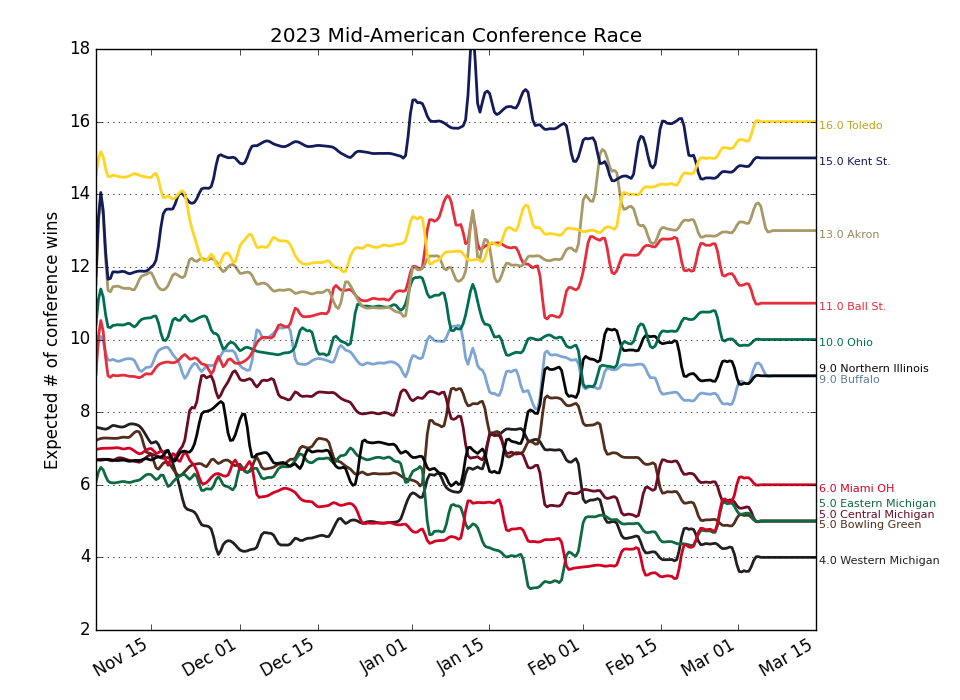 2023 Mid-American Conference Race
Expected # of conference wins
18
16
14
12
10
8
6
4
2
Nov 15
Dec 01
Dec 15
Jan 01
Jan 15
Feb 01
Feb 15
Mar 01
Mar 15
16.0 Toledo
15.0 Kent St.
13.0 Akron
11.0 Ball St.
10.0 Ohio
9.0 Northern Illinois
9.0 Buffalo
6.0 Miami OH
5.0 Eastern Michigan
5.0 Central Michigan
5.0 Bowling Green
4.0 Western Michigan